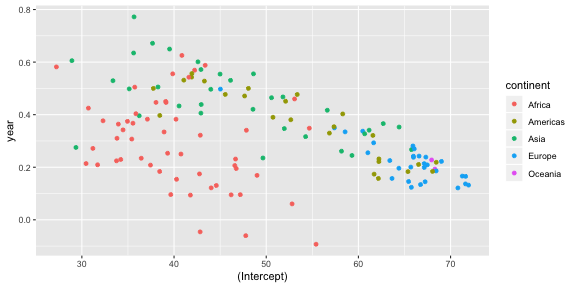 0.8
0.6
0.4
0.2
0.0
year
30
40
50
60
70
(Intercept)
continent
Africa
Americas
Asia
Europe
Oceania